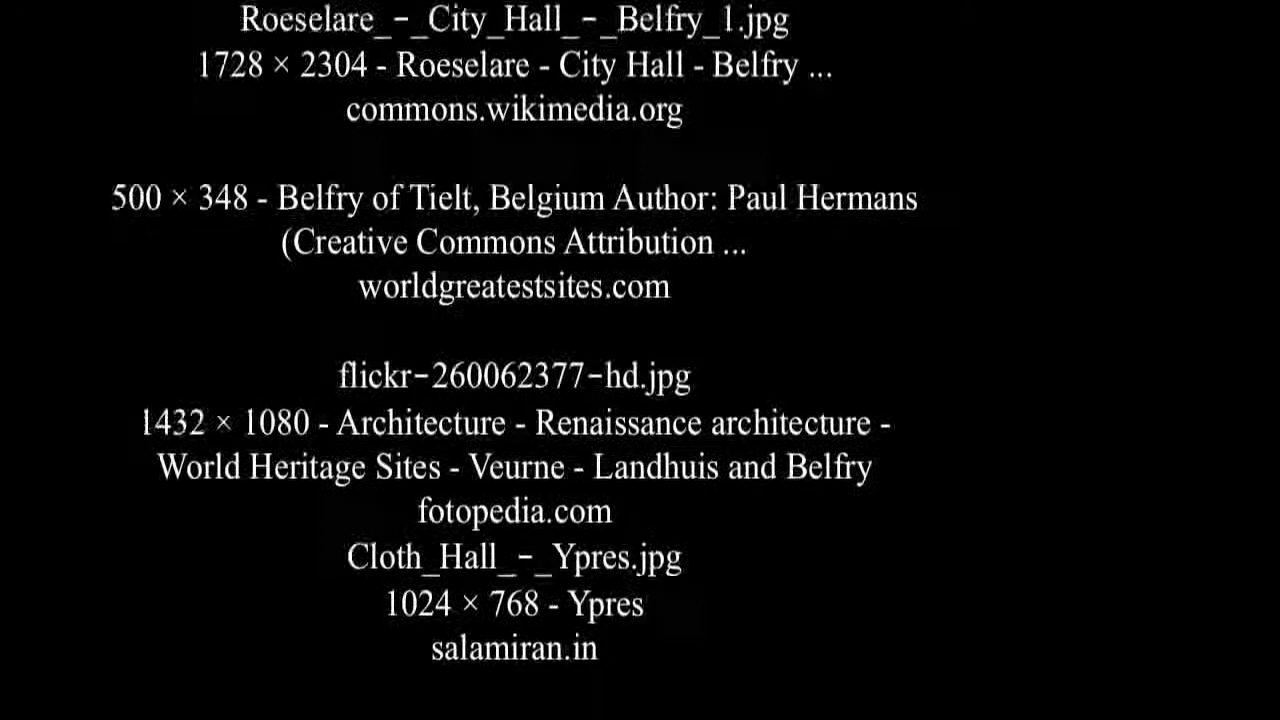 Roeselare_-_City_Hall_-_Belfry_1.jpg
1728 × 2304 - Roeselare - City Hall - Belfry ...
commons.wikimedia.org
500 × 348 - Belfry of Tielt, Belgium Author: Paul Hermans
(Creative Commons Attribution ...
worldgreatestsites.com
flickr-260062377-hd.jpg
1432 × 1080 - Architecture - Renaissance architecture -
World Heritage Sites - Veurne - Landhuis and Belfry
fotopedia.com
Cloth_Hall_-_Ypres.jpg
1024 × 768 - Ypres
salamiran.in